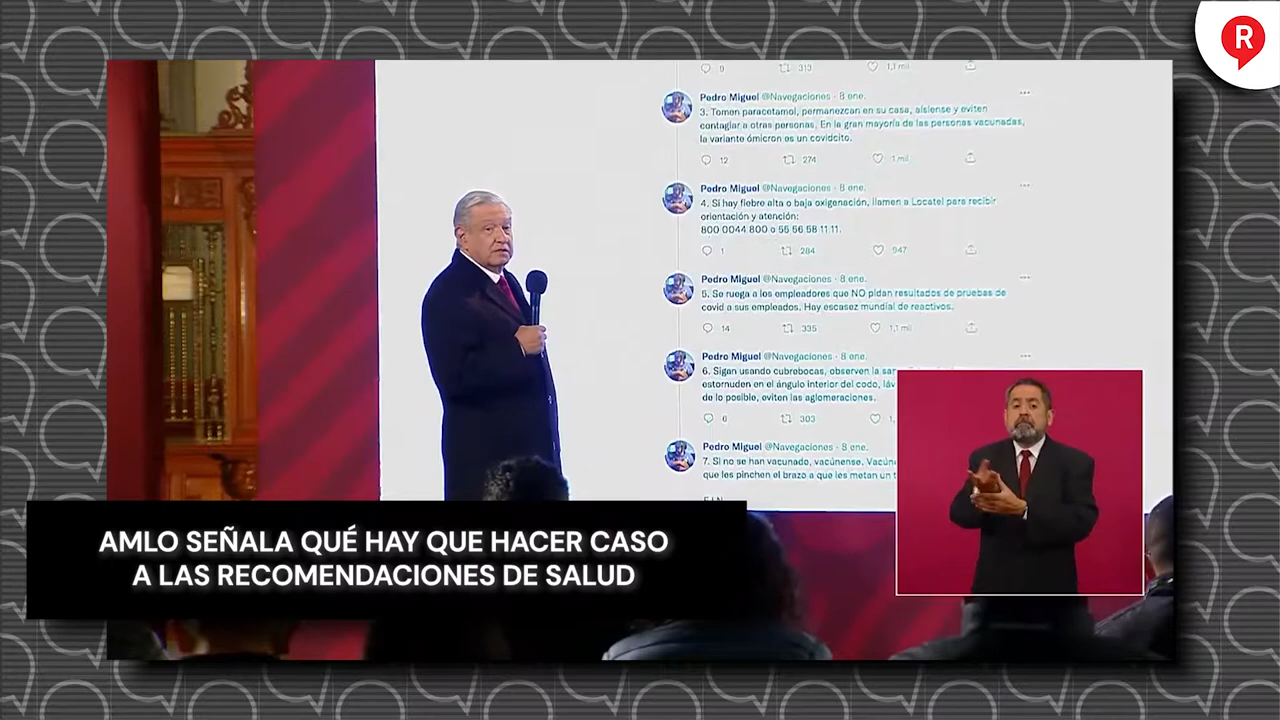 R
9 313 1,1 mil
Pedro Miguel @Navegaciones · 8 ene.
3. Tomen paracetamol, permanezcan en su casa, aíslense y eviten
contagiar a otras personas. En la gran mayoría de las personas vacunadas,
la variante ómicron es un covidcito.
12 274 1 mil
Pedro Miguel @Navegaciones · 8 ene.
4. Si hay fiebre alta o baja oxigenación, llamen a Locatel para recibir
orientación y atención:
800 0044 800 o 55 56 58 11 11.
1 284 947
Pedro Miguel @Navegaciones · 8 ene.
5. Se ruega a los empleadores que NO pidan resultados de pruebas de
covid a sus empleados. Hay escasez mundial de reactivos.
14 335 1,1 mil
Pedro Miguel @Navegaciones · 8 ene.
6. Sigan usando cubrebocas, observen la
estornuden en el ángulo interior del codo,
de lo posible, eviten las aglomeraciones.
6 303
Pedro Miguel @Navegaciones · 8 ene.
7. Si no se han vacunado, vacúnense.
que les pinchen el brazo a que les metan un
AMLO SEÑALA QUÉ HAY QUE HACER CASO
A LAS RECOMENDACIONES DE SALUD